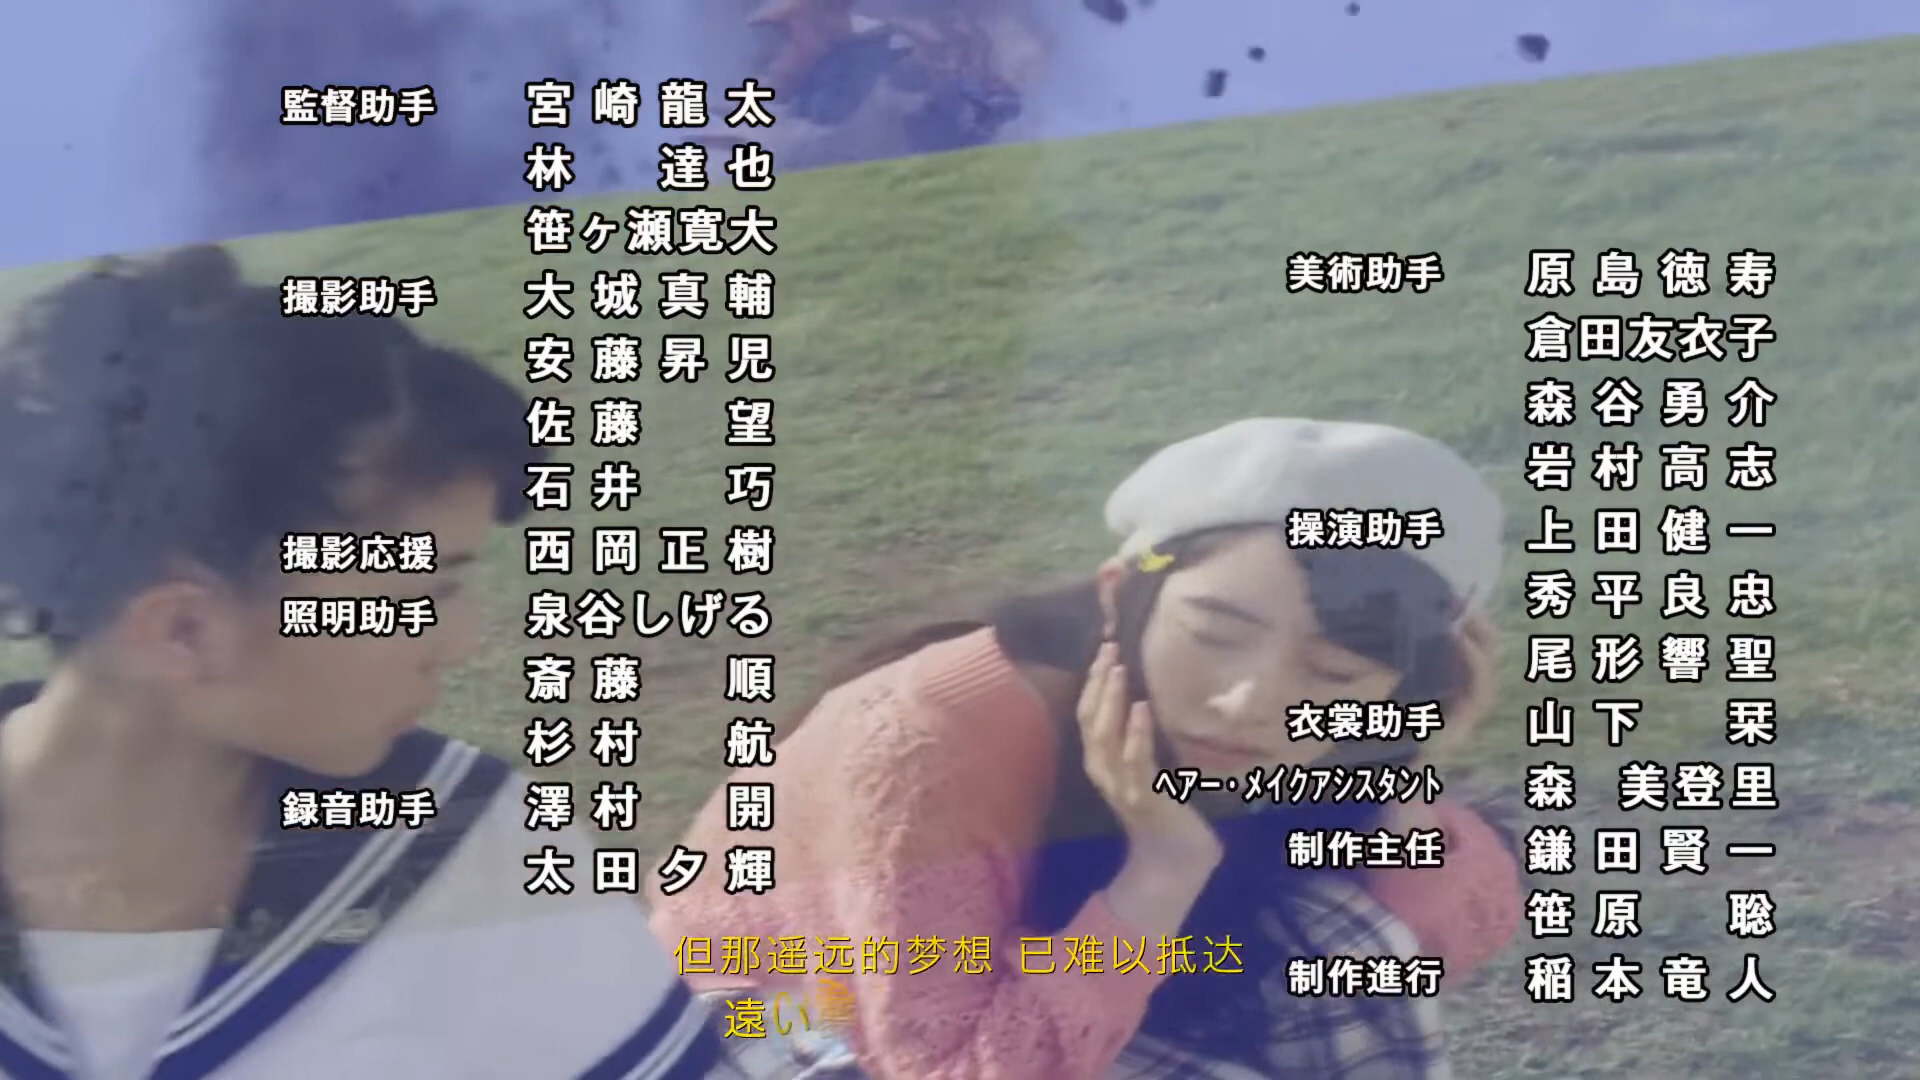 監督助手 宮崎龍太
林達也
笹ヶ瀬寛大
撮影助手 大城真輔
安藤昇児
佐藤望
石井巧
撮影応援 西岡正樹
照明助手 泉谷しげる
斎藤順
杉村航
録音助手 澤村開
太田夕輝
美術助手 原島徳寿
倉田友衣子
森谷勇介
岩村高志
操演助手 上田健一
秀平良忠
尾形響聖
衣裳助手 山下栞
ヘアー・メイクアシスタント 森美登里
制作主任 鎌田賢一
笹原聡
制作進行 稲本竜人
但那遥远的梦想 已难以抵达
遠い